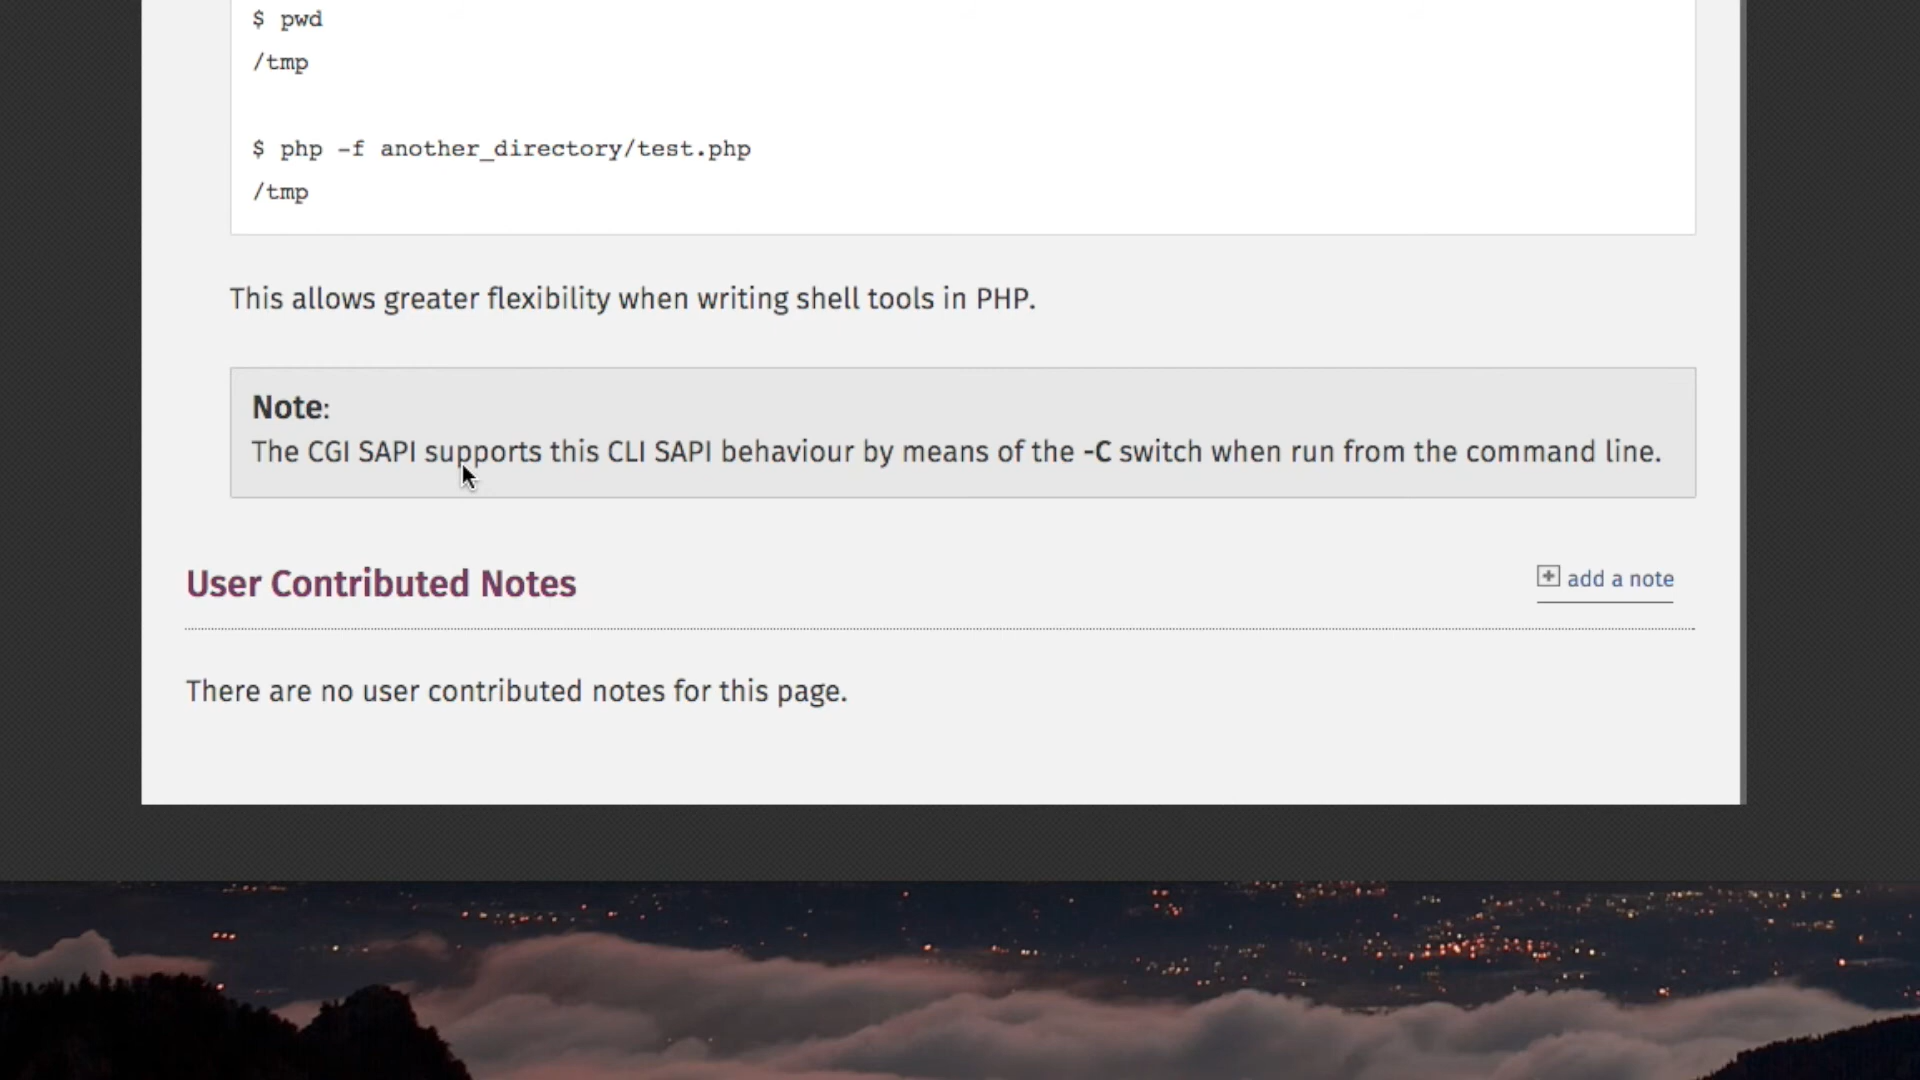 $ pwd
/tmp
$ php -f another_directory/test.php
/tmp
This allows greater flexibility when writing shell tools in PHP.
Note:
The CGI SAPI supports this CLI SAPI behaviour by means of the -C switch when run from the command line.
User Contributed Notes
add a note
There are no user contributed notes for this page.